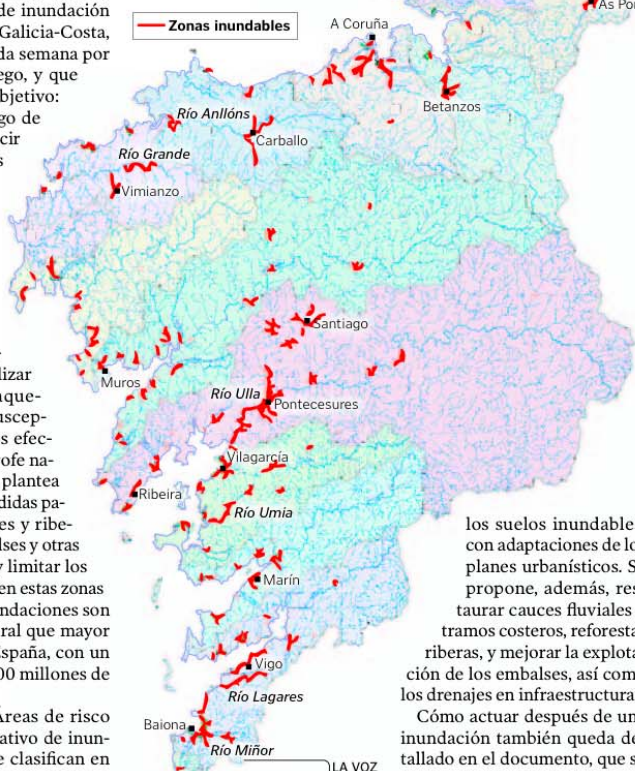 de inundación
Galicia-Costa,
da semana por
ego, y que
bjetivo:
go de
cir
s
Zonas inundables
A Coruña
As Pon
Betanzos
Río Anllóns
Carballo
Río Grande
Vimianzo
Santiago
Muros
Río Ulla
Pontecesures
Vilagarcía
Ribeira
Río Umia
Marín
Vigo
Río Lagares
Baiona
Río Miñor
LA VOZ
lizar
nque-
uscep-
s efec-
rofe na-
plantea
didas pa-
es y ribe-
lses y otras
y limitar los
en estas zonas
ndaciones son
ral que mayor
España, con un
00 millones de
Áreas de risco
ativo de inun-
e clasifican en
los suelos inundable
con adaptaciones de lo
planes urbanísticos. S
propone, además, res
taurar cauces fluviales
tramos costeros, reforesta
riberas, y mejorar la explota
ción de los embalses, así com
los drenajes en infraestructura
Cómo actuar después de un
inundación también queda de
tallado en el documento, que s